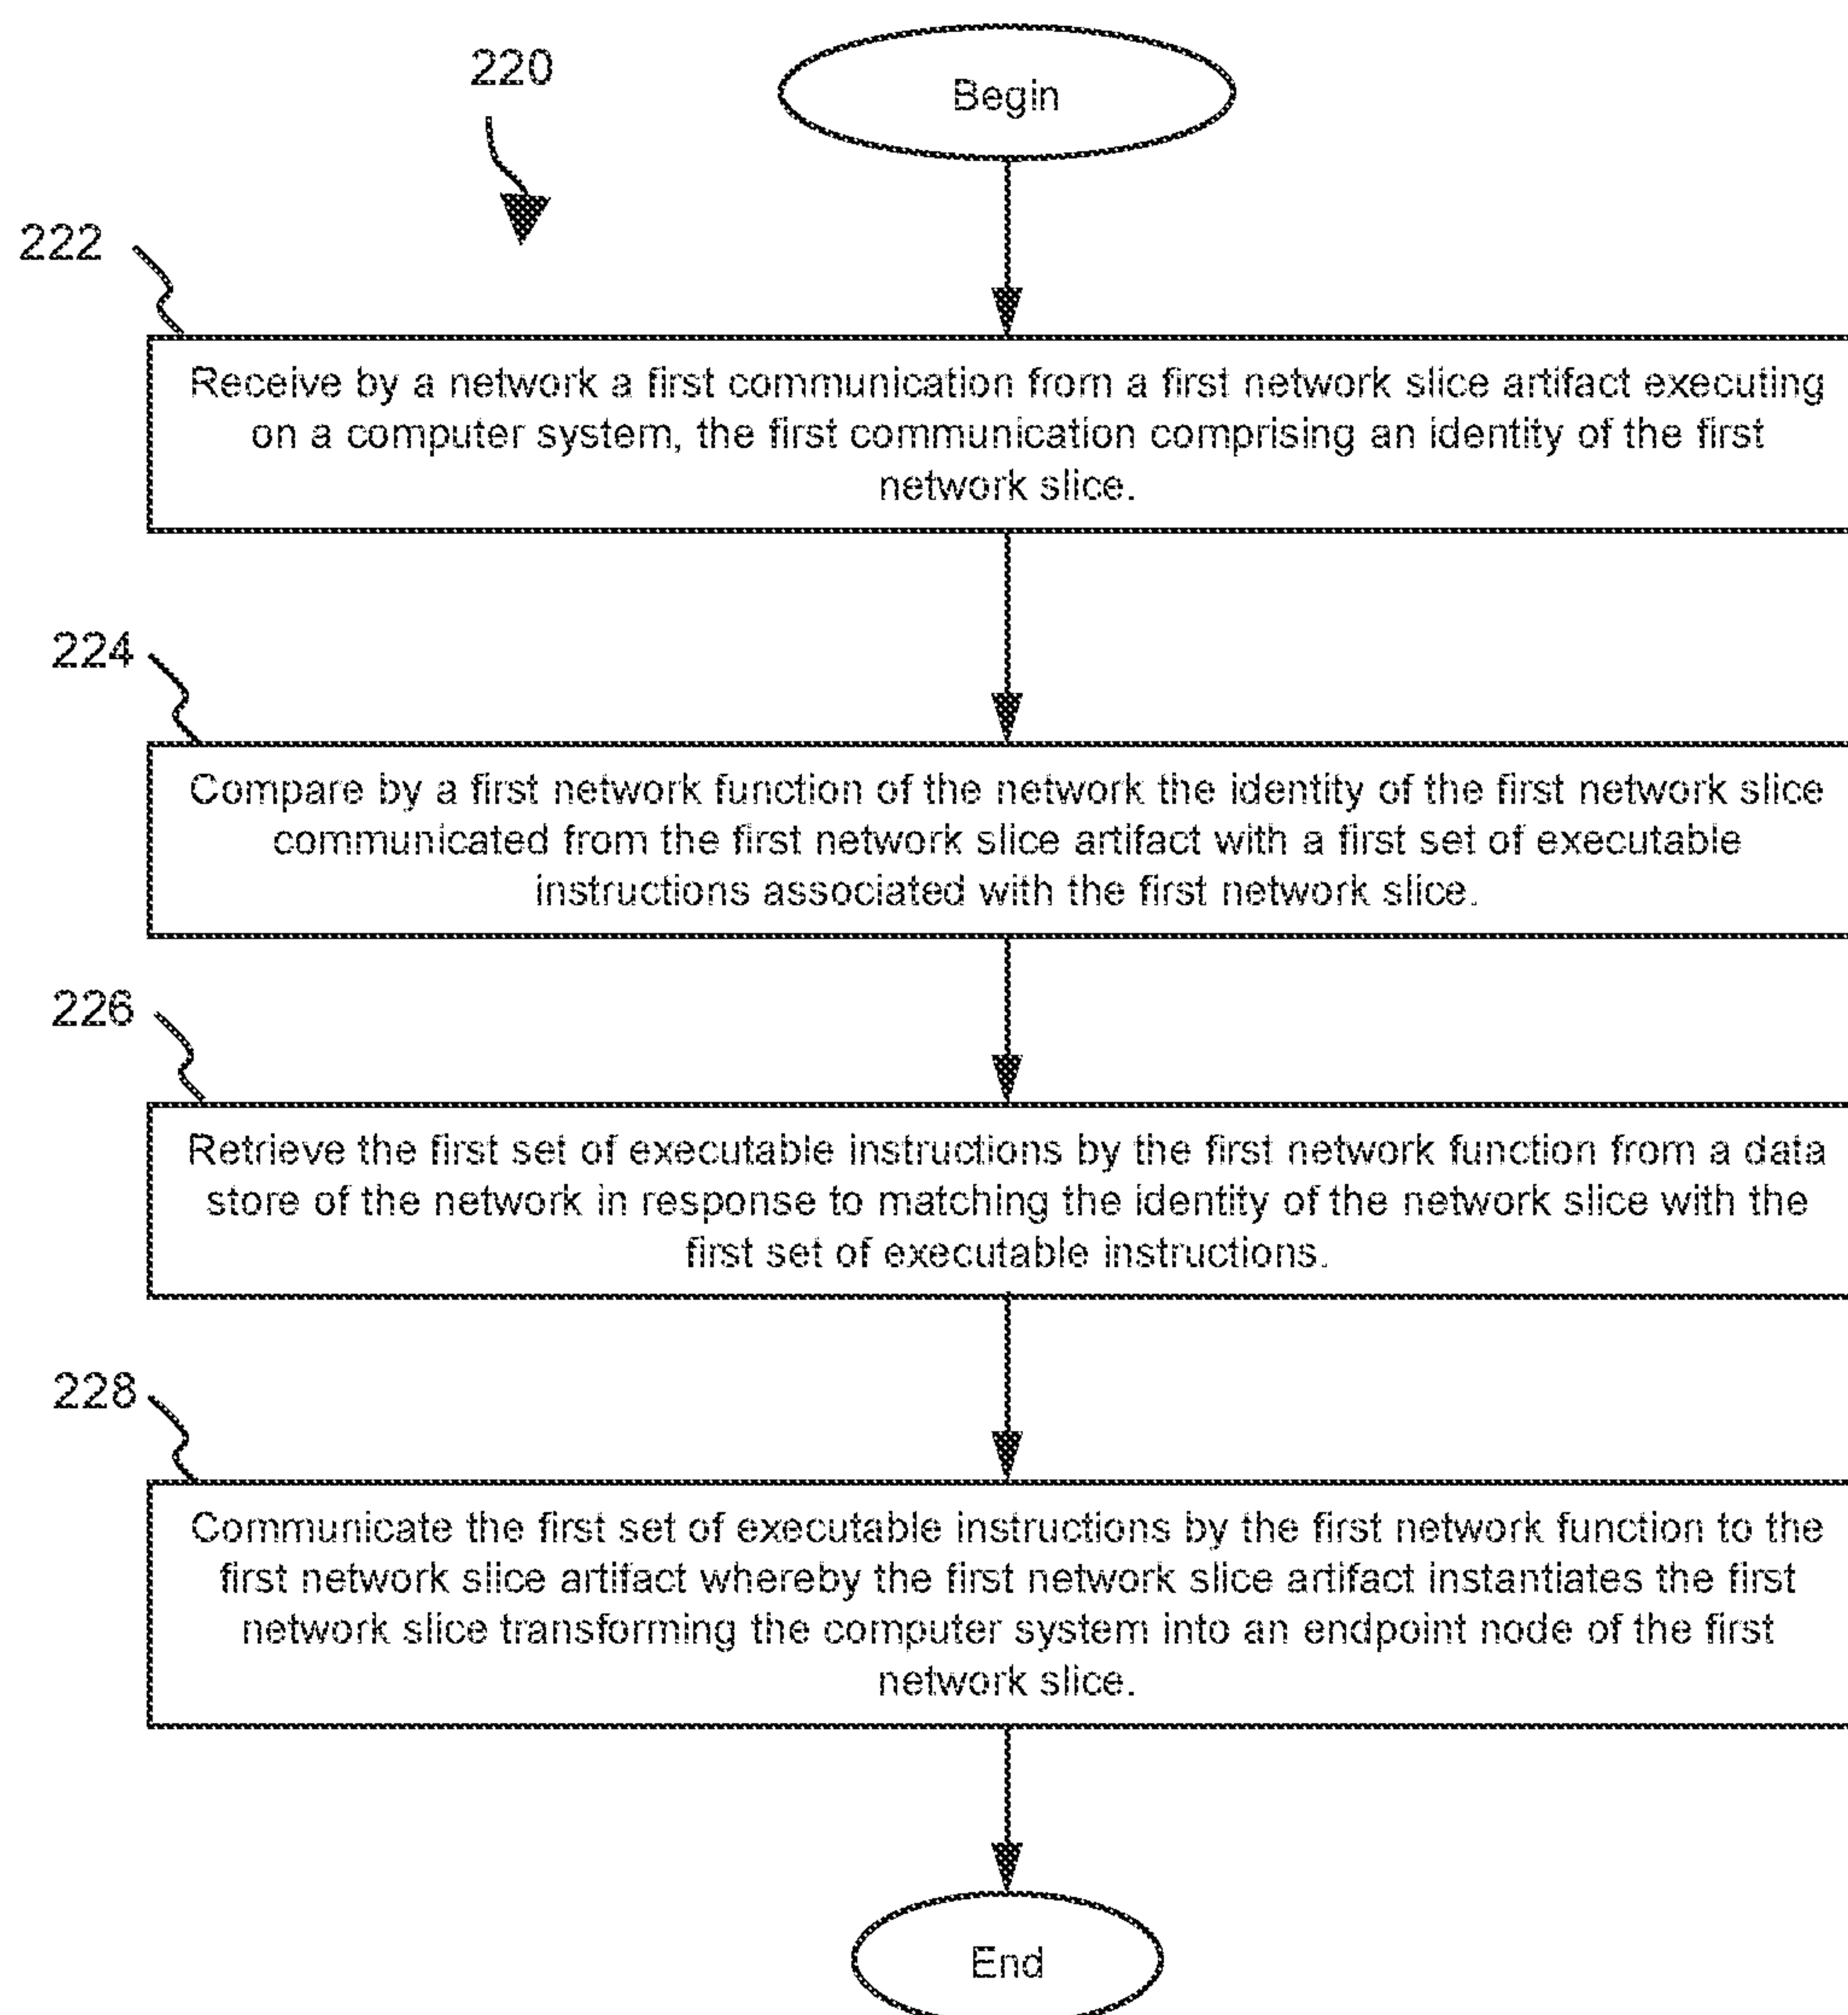 220
Begin
222
Receive by a network a first communication from a first network slice artifact executing
on a computer system, the first communication comprising an identity of the first
network slice.
224
Compare by a first network function of the network the identity of the first network slice
communicated from the first network slice artifact with a first set of executable
instructions associated with the first network slice.
226
Retrieve the first set of executable instructions by the first network function from a data
store of the network in response to matching the identity of the network slice with the
first set of executable instructions.
228
Communicate the first set of executable instructions by the first network function to the
first network slice artifact whereby the first network slice artifact instantiates the first
network slice transforming the computer system into an endpoint node of the first
network slice.
End